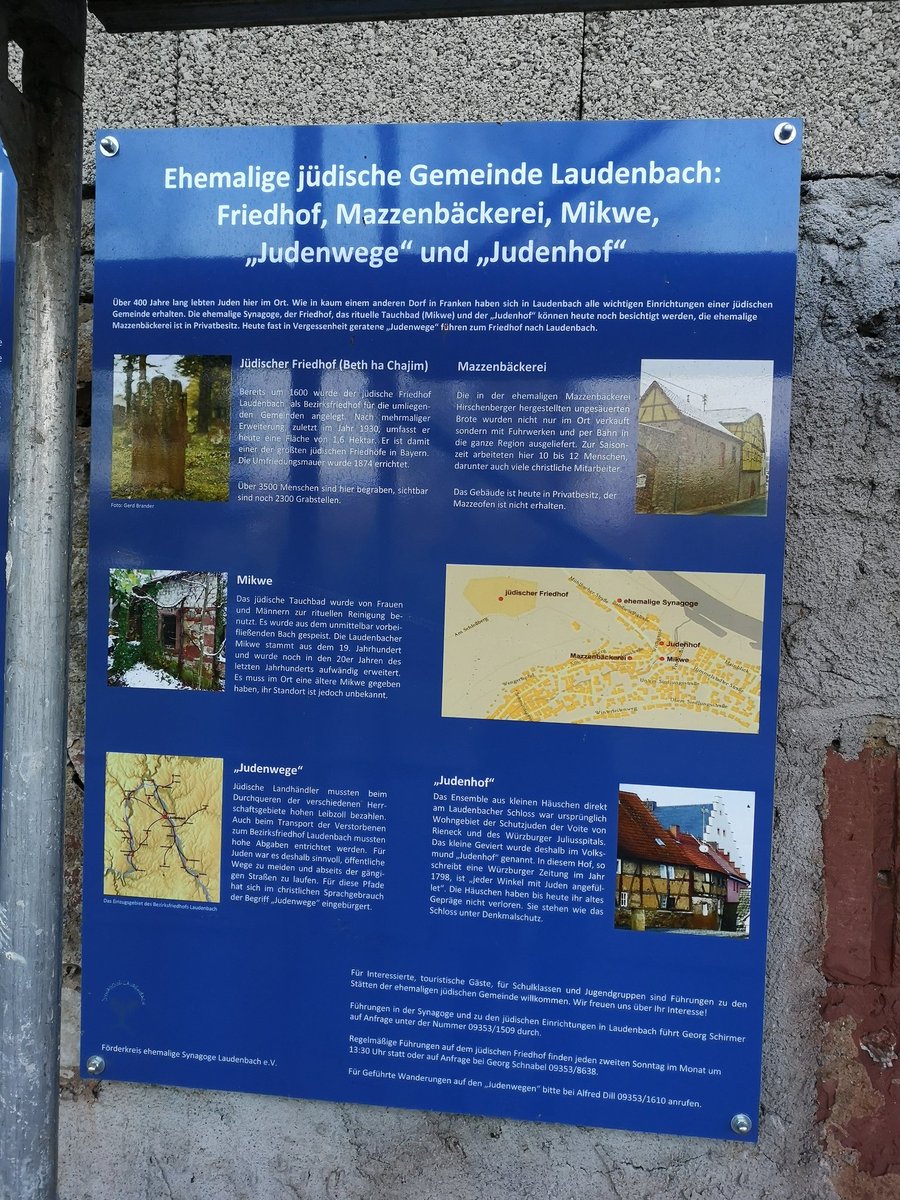 Ehemalige jüdische Gemeinde Laudenbach:
Friedhof, Mazzenbäckerei, Mikwe,
„Judenwege“ und „Judenhof“
Über 400 Jahre lang lebten Juden hier im Ort. Wie in kaum einem anderen Dorf in Franken haben sich in Laudenbach alle wichtigen Einrichtungen einer jüdischen
Gemeinde erhalten. Die ehemalige Synagoge, der Friedhof, das rituelle Tauchbad (Mikwe) und der „Judenhof“ können heute noch besichtigt werden, die ehemalige
Mazzenbäckerei ist in Privatbesitz. Heute fast in Vergessenheit geratene „Judenwege“ führen zum Friedhof nach Laudenbach.
Jüdischer Friedhof (Beth ha Chajim)
Bereits um 1600 wurde der jüdische Friedhof
Laudenbach als Bezirksfriedhof für die umliegen-
den Gemeinden angelegt. Nach mehrmaliger
Erweiterung, zuletzt im Jahr 1930, umfasst er
heute eine Fläche von 1,6 Hektar. Er ist damit
einer der größten jüdischen Friedhöfe in Bayern.
Die Umfriedungsmauer wurde 1874 errichtet.
Über 3500 Menschen sind hier begraben, sichtbar
sind noch 2300 Grabstellen.
Foto: Gerd Brander
Mazzenbäckerei
Die in der ehemaligen Mazzenbäckerei
Hirschenberger hergestellten ungesäuerten
Brote wurden nicht nur im Ort verkauft
sondern mit Fuhrwerken und per Bahn in
die ganze Region ausgeliefert. Zur Saison-
zeit arbeiteten hier 10 bis 12 Menschen,
darunter auch viele christliche Mitarbeiter.
Das Gebäude ist heute in Privatbesitz, der
Mazzeofen ist nicht erhalten.
Mikwe
Das jüdische Tauchbad wurde von Frauen
und Männern zur rituellen Reinigung be-
nutzt. Es wurde aus dem unmittelbar vorbei-
fließenden Bach gespeist. Die Laudenbacher
Mikwe stammt aus dem 19. Jahrhundert
und wurde noch in den 20er Jahren des
letzten Jahrhunderts aufwändig erweitert.
Es muss im Ort eine ältere Mikwe gegeben
haben, ihr Standort ist jedoch unbekannt.
jüdischer Friedhof
ehemalige Synagoge
Am Schloßberg
Judenhof
Mazzenbäckerei
Mikwe
„Judenwege“
Jüdische Landhändler mussten beim
Durchqueren der verschiedenen Herr-
schaftsgebiete hohen Leibzoll bezahlen.
Auch beim Transport der Verstorbenen
zum Bezirksfriedhof Laudenbach mussten
hohe Abgaben entrichtet werden. Für
Juden war es deshalb sinnvoll, öffentliche
Wege zu meiden und abseits der gängi-
gen Straßen zu laufen. Für diese Pfade
hat sich im christlichen Sprachgebrauch
der Begriff „Judenwege“ eingebürgert.
Das Einzugsgebiet des Bezirksfriedhofs Laudenbach
„Judenhof“
Das Ensemble aus kleinen Häuschen direkt
am Laudenbacher Schloss war ursprünglich
Wohngebiet der Schutzjuden der Voite von
Rieneck und des Würzburger Juliusspitals.
Das kleine Geviert wurde deshalb im Volks-
mund „Judenhof“ genannt. In diesem Hof, so
schreibt eine Würzburger Zeitung im Jahr
1798, ist „jeder Winkel mit Juden angefül-
let“. Die Häuschen haben bis heute ihr altes
Gepräge nicht verloren. Sie stehen wie das
Schloss unter Denkmalschutz.
Für Interessierte, touristische Gäste, für Schulklassen und Jugendgruppen sind Führungen zu den
Stätten der ehemaligen jüdischen Gemeinde willkommen. Wir freuen uns über Ihr Interesse!
Führungen in der Synagoge und zu den jüdischen Einrichtungen in Laudenbach führt Georg Schirmer
auf Anfrage unter der Nummer 09353/1509 durch.
Regelmäßige Führungen auf dem jüdischen Friedhof finden jeden zweiten Sonntag im Monat um
13:30 Uhr statt oder auf Anfrage bei Georg Schnabel 09353/8638.
Für Geführte Wanderungen auf den „Judenwegen“ bitte bei Alfred Dill 09353/1610 anrufen.
Förderkreis ehemalige Synagoge Laudenbach e.V.